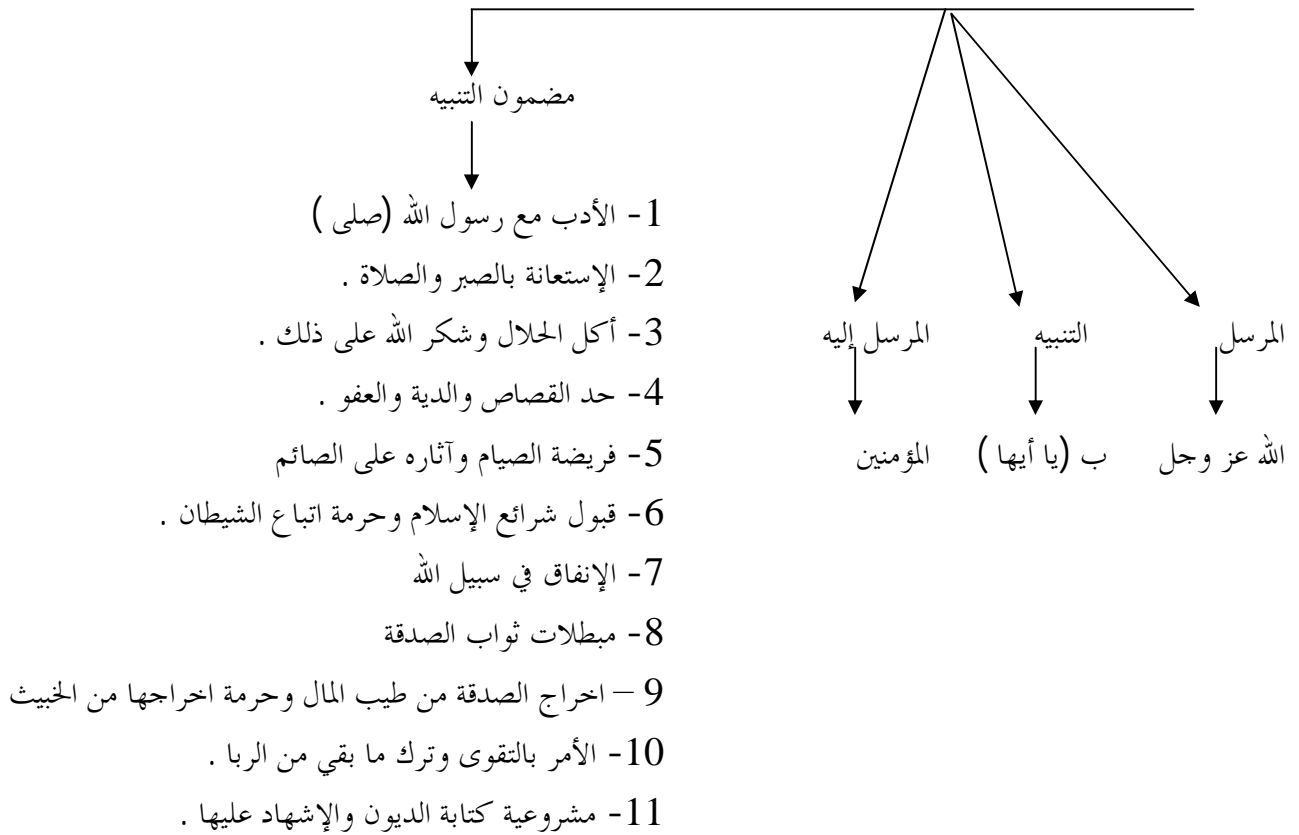 مضمون التنبيه
1- الأدب مع رسول الله (صلى )
2- الإستعانة بالصبر والصلاة .
المرسل التنبيه المرسل إليه
3- أكل الحلال وشكر الله على ذلك .
4- حد القصاص والدية والعفو .
الله عز وجل ب (يا أيها ) المؤمنين
5- فريضة الصيام وآثاره على الصائم
6- قبول شرائع الإسلام وحرمة اتباع الشيطان .
7- الإنفاق في سبيل الله
8- مبطلات ثواب الصدقة
9 – اخراج الصدقة من طيب المال وحرمة اخراجها من الخبيث
10- الأمر بالتقوى وترك ما بقي من الربا .
11- مشروعية كتابة الديون والإشهاد عليها .